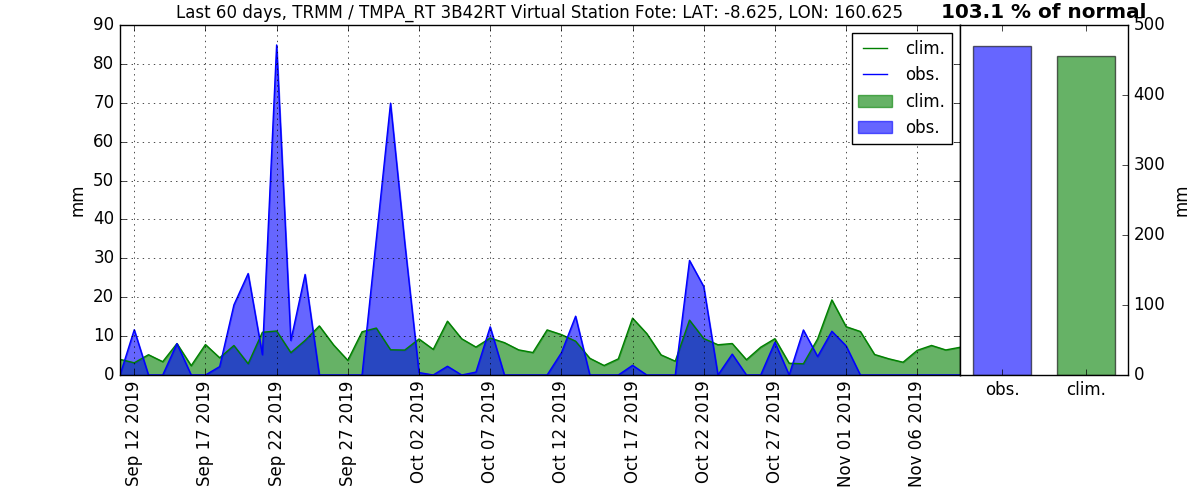 Last 60 days, TRMM / TMPA_RT 3B42RT Virtual Station Fote: LAT: -8.625, LON: 160.625
103.1 % of normal
90
80
70
60
50
40
30
20
10
0
mm
clim.
obs.
clim.
obs.
500
400
300
200
100
0
mm
Sep 12 2019
Sep 17 2019
Sep 22 2019
Sep 27 2019
Oct 02 2019
Oct 07 2019
Oct 12 2019
Oct 17 2019
Oct 22 2019
Oct 27 2019
Nov 01 2019
Nov 06 2019
obs.
clim.